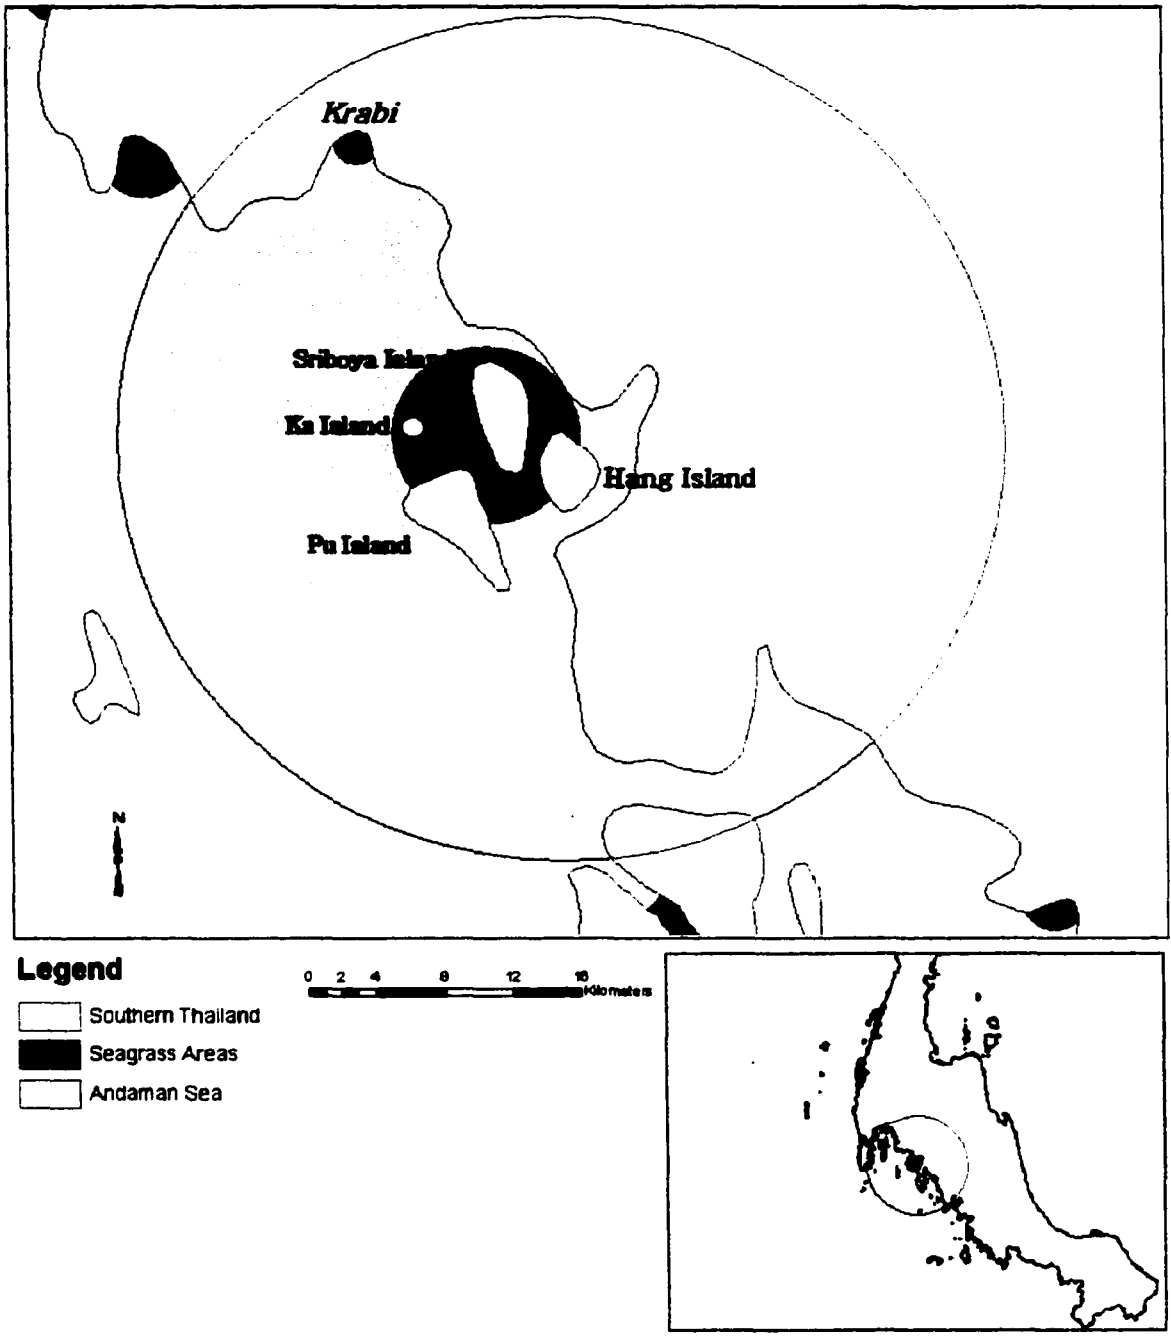 Krabi
Sriboya Island
Ka Island
Hang Island
Pu Island
N
Legend
0 2 4 8 12 16
Kilometers
Southern Thailand
Seagrass Areas
Andaman Sea